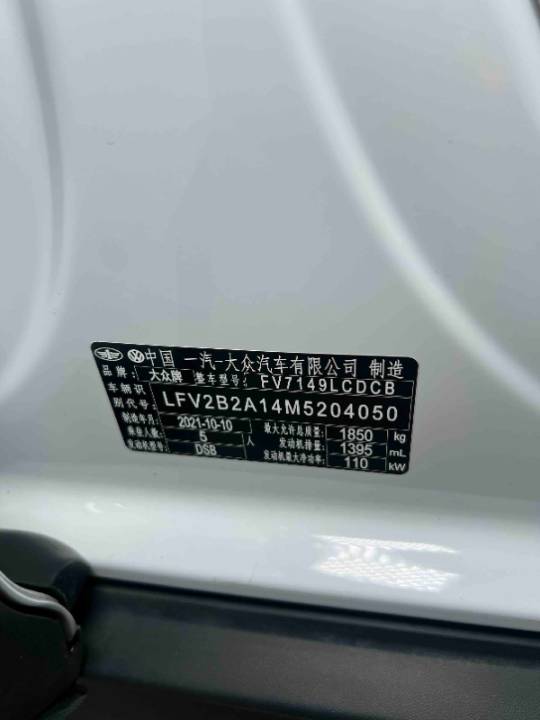 中国 一汽-大众汽车有限公司 制造
品牌: 大众牌 整车型号: FV7149LCDCB
车辆识别代号: LFV2B2A14M5204050
制造年月: 2021-10-10 最大允许总质量: 1850 kg
乘坐人数: 5 人 发动机排量: 1395 mL
发动机型号: DSB 发动机最大净功率: 110 kW